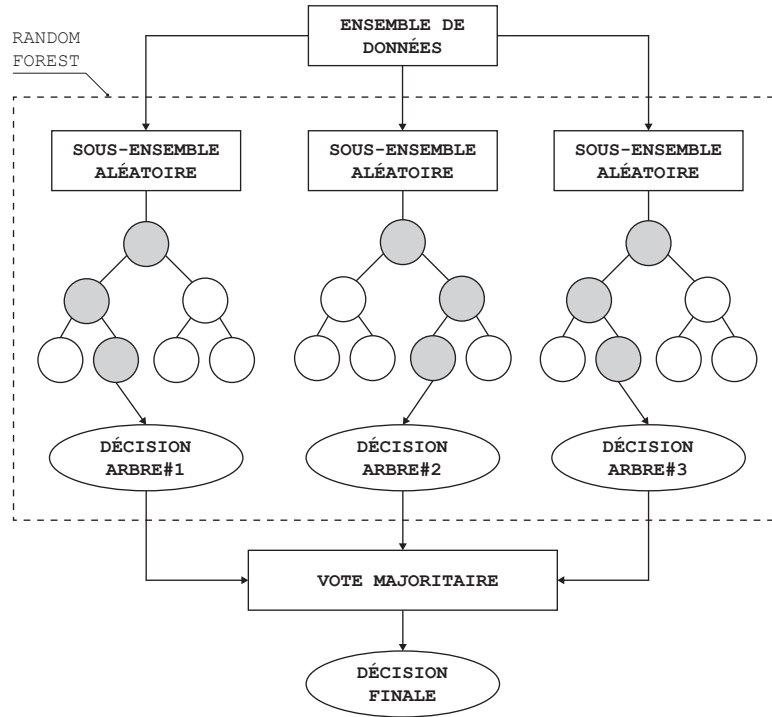 ENSEMBLE DE
DONNÉES
RANDOM
FOREST
SOUS-ENSEMBLE
ALÉATOIRE
SOUS-ENSEMBLE
ALÉATOIRE
SOUS-ENSEMBLE
ALÉATOIRE
DÉCISION
ARBRE#1
DÉCISION
ARBRE#2
DÉCISION
ARBRE#3
VOTE MAJORITAIRE
DÉCISION
FINALE